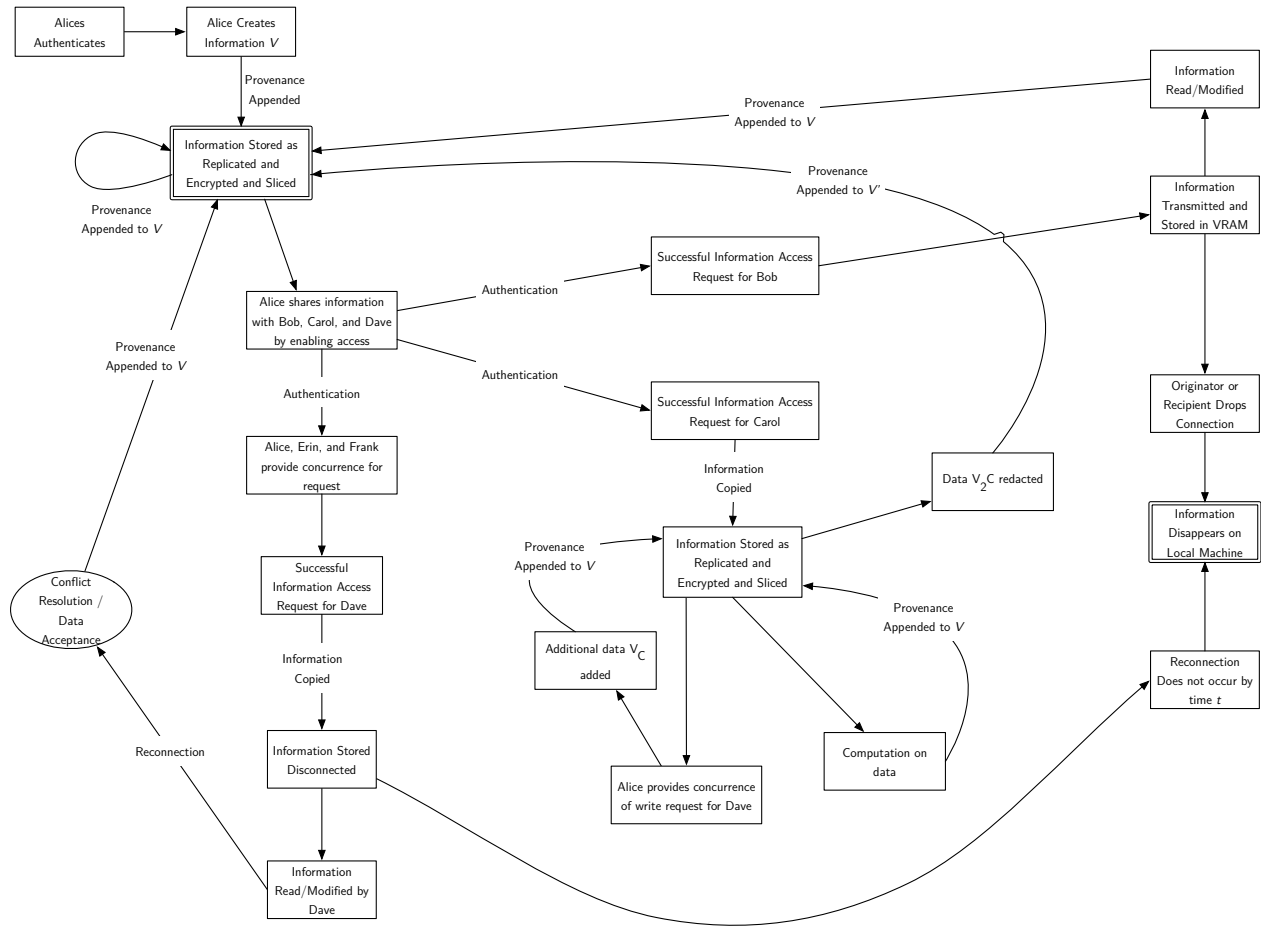 Alices
Authenticates
Alice Creates
Information V
Provenance
Appended
Information Stored as
Replicated and
Encrypted and Sliced
Provenance
Appended to V
Provenance
Appended to V
Provenance
Appended to V'
Information
Read/Modified
Information
Transmitted and
Stored in VRAM
Successful Information Access
Request for Bob
Authentication
Alice shares information
with Bob, Carol, and Dave
by enabling access
Provenance
Appended to V
Authentication
Authentication
Successful Information Access
Request for Carol
Originator or
Recipient Drops
Connection
Alice, Erin, and Frank
provide concurrence for
request
Information
Copied
Data V2C redacted
Information
Disappears on
Local Machine
Successful
Information Access
Request for Dave
Provenance
Appended to V
Information Stored as
Replicated and
Encrypted and Sliced
Provenance
Appended to V
Conflict
Resolution /
Data
Acceptance
Information
Copied
Additional data VC
added
Reconnection
Does not occur by
time t
Reconnection
Information Stored
Disconnected
Computation on
data
Alice provides concurrence
of write request for Dave
Information
Read/Modified by
Dave